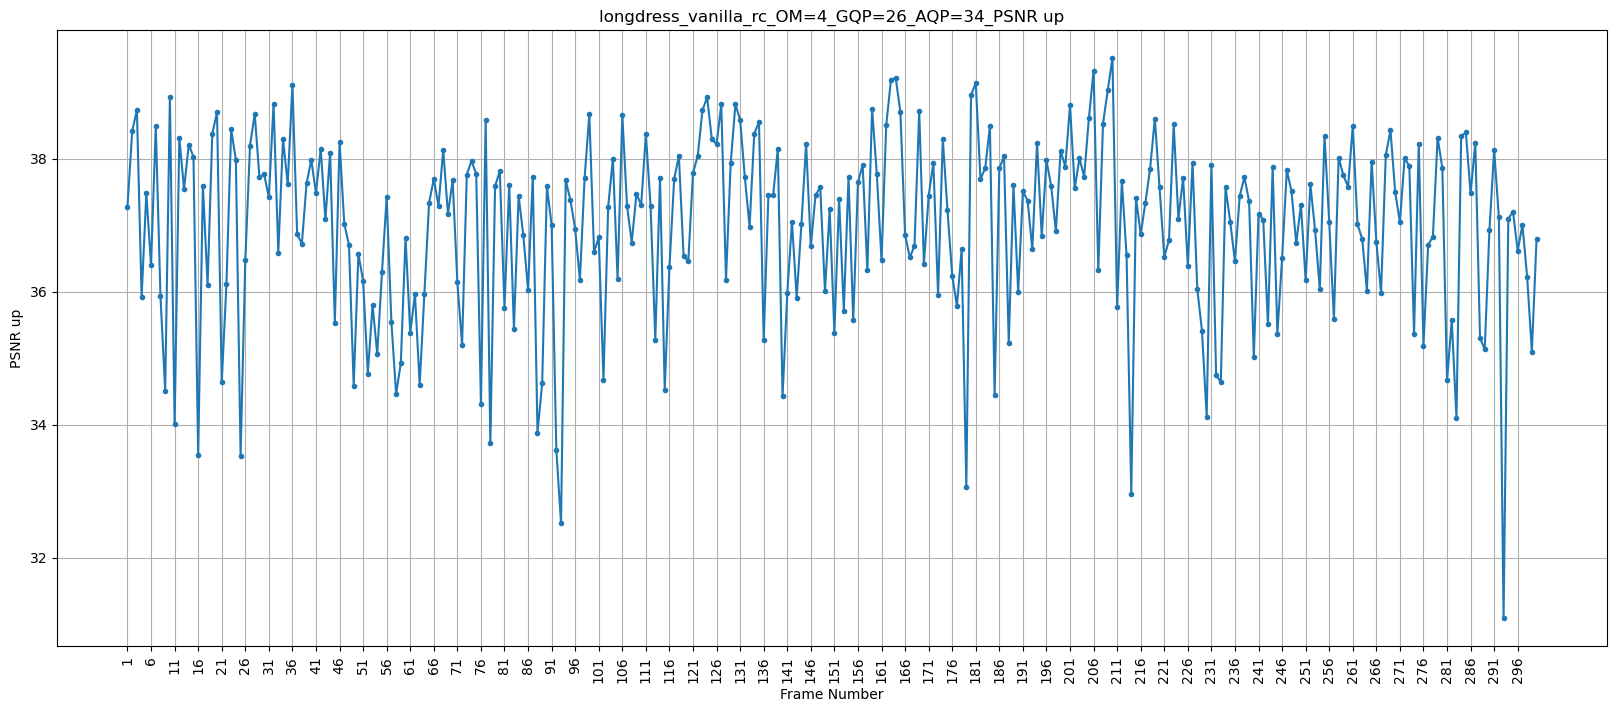 longdress_vanilla_rc_OM=4_GQP=26_AQP=34_PSNR up
PSNR up
38
36
34
32
1 6 11 16 21 26 31 36 41 46 51 56 61 66 71 76 81 86 91 96 101 106 111 116 121 126 131 136 141 146 151 156 161 166 171 176 181 186 191 196 201 206 211 216 221 226 231 236 241 246 251 256 261 266 271 276 281 286 291 296
Frame Number